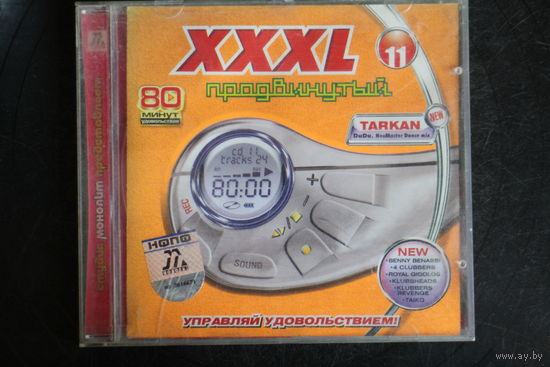 XXXL
11
продвинутый
80
минут
удовольствия
NEW
TARKAN
DuDu. NeoMaster Dance mix
студия монолит представляет
cd 11
tracks 24
80:00
REC
+
SOUND
NEW
•BENNY BENASSI
•4 CLUBBERS
•ROYAL GIGOLOS
•KLUBBHEADS
•KLUBBERS
REVENGE
•TAIKO
УПРАВЛЯЙ УДОВОЛЬСТВИЕМ!
www.ay.by